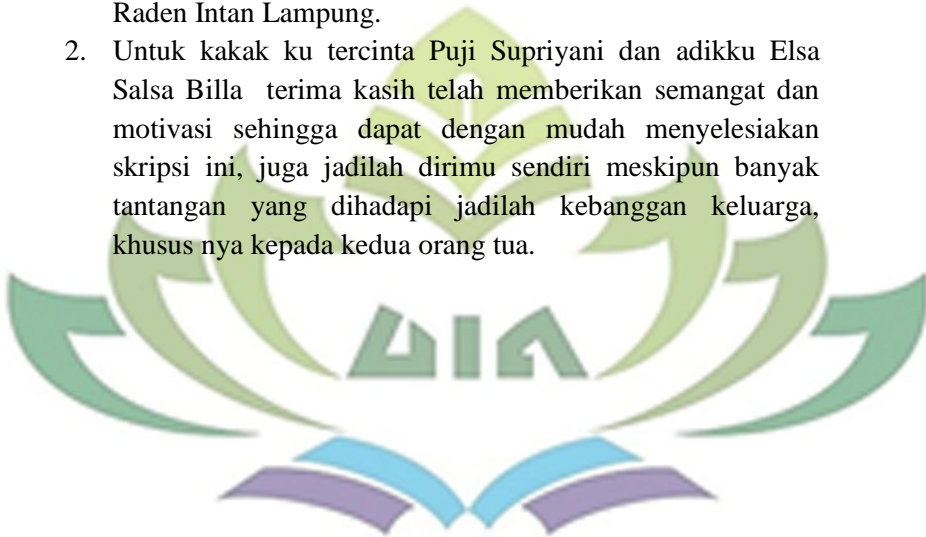 Raden Intan Lampung.
2. Untuk kakak ku tercinta Puji Supriyani dan adikku Elsa
Salsa Billa terima kasih telah memberikan semangat dan
motivasi sehingga dapat dengan mudah menyelesiakan
skripsi ini, juga jadilah dirimu sendiri meskipun banyak
tantangan yang dihadapi jadilah kebanggan keluarga,
khusus nya kepada kedua orang tua.
UIN